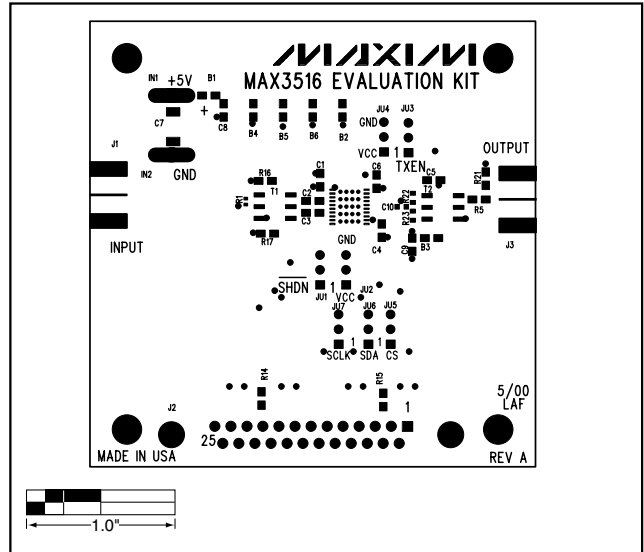 MAXIM
MAX3516 EVALUATION KIT
IN1 +5V B1
C7 + C8 B4 B5 B6 B2
JU4 JU3
GND
VCC 1 TXEN
IN2 GND
J1
INPUT
OUTPUT
J3
R16 T1 C1 C6 C5 T2 R21
R1 C2 C10 R22 R5
C3 R23
R17 GND C4 C9 B3
SHDN JU1 1 VCC JU2
JU7 JU6 JU5
1 1
SCLK SDA CS
R14 R15
5/00
LAF
J2
25 1
MADE IN USA REV A
1.0"